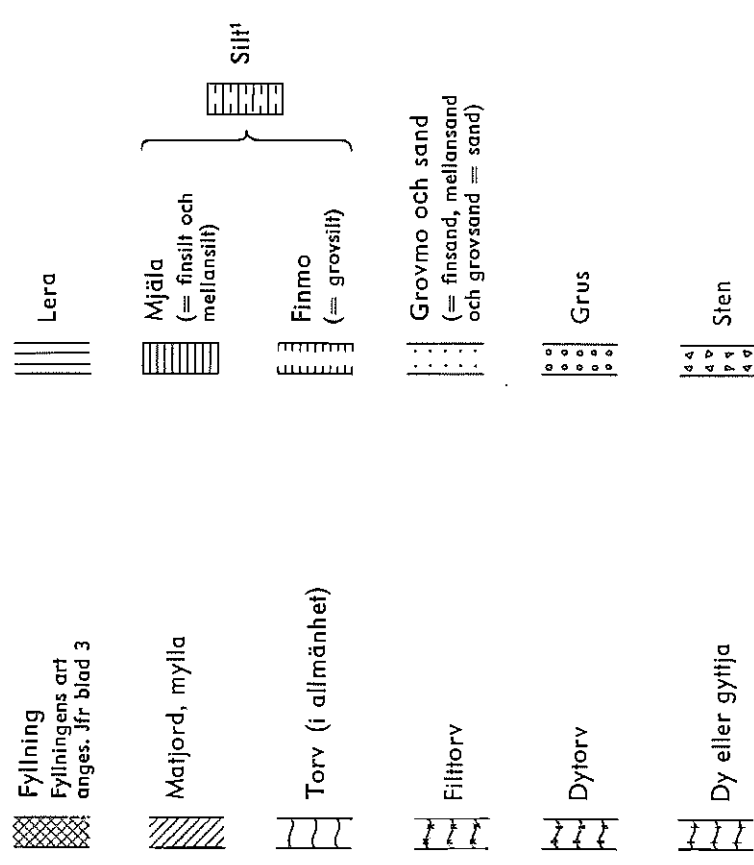 Fyllning
Fyllningens art
anges. Jfr blad 3
Matjord, mylla
Torv (i allmänhet)
Filttorv
Dytorv
Dy eller gyttja
Lera
Mjäla
(= finsilt och
mellansilt)
Finmo
(= grovsilt)
Silt¹
Grovmo och sand
(= finsand, mellansand
och grovsand = sand)
Grus
Sten